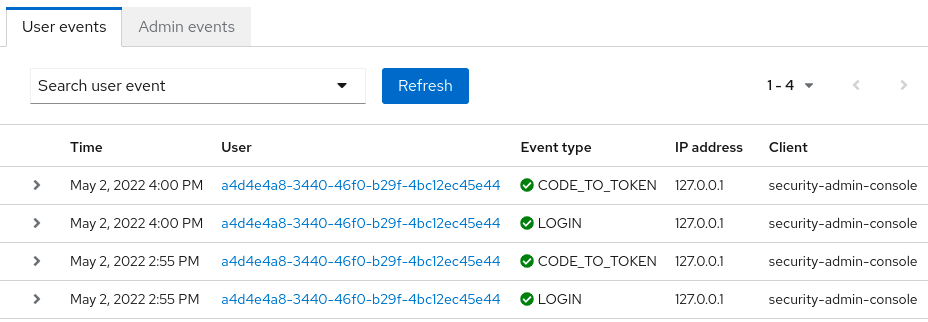 User events Admin events
Search user event Refresh 1 - 4
Time User Event type IP address Client
May 2, 2022 4:00 PM a4d4e4a8-3440-46f0-b29f-4bc12ec45e44 CODE_TO_TOKEN 127.0.0.1 security-admin-console
May 2, 2022 4:00 PM a4d4e4a8-3440-46f0-b29f-4bc12ec45e44 LOGIN 127.0.0.1 security-admin-console
May 2, 2022 2:55 PM a4d4e4a8-3440-46f0-b29f-4bc12ec45e44 CODE_TO_TOKEN 127.0.0.1 security-admin-console
May 2, 2022 2:55 PM a4d4e4a8-3440-46f0-b29f-4bc12ec45e44 LOGIN 127.0.0.1 security-admin-console